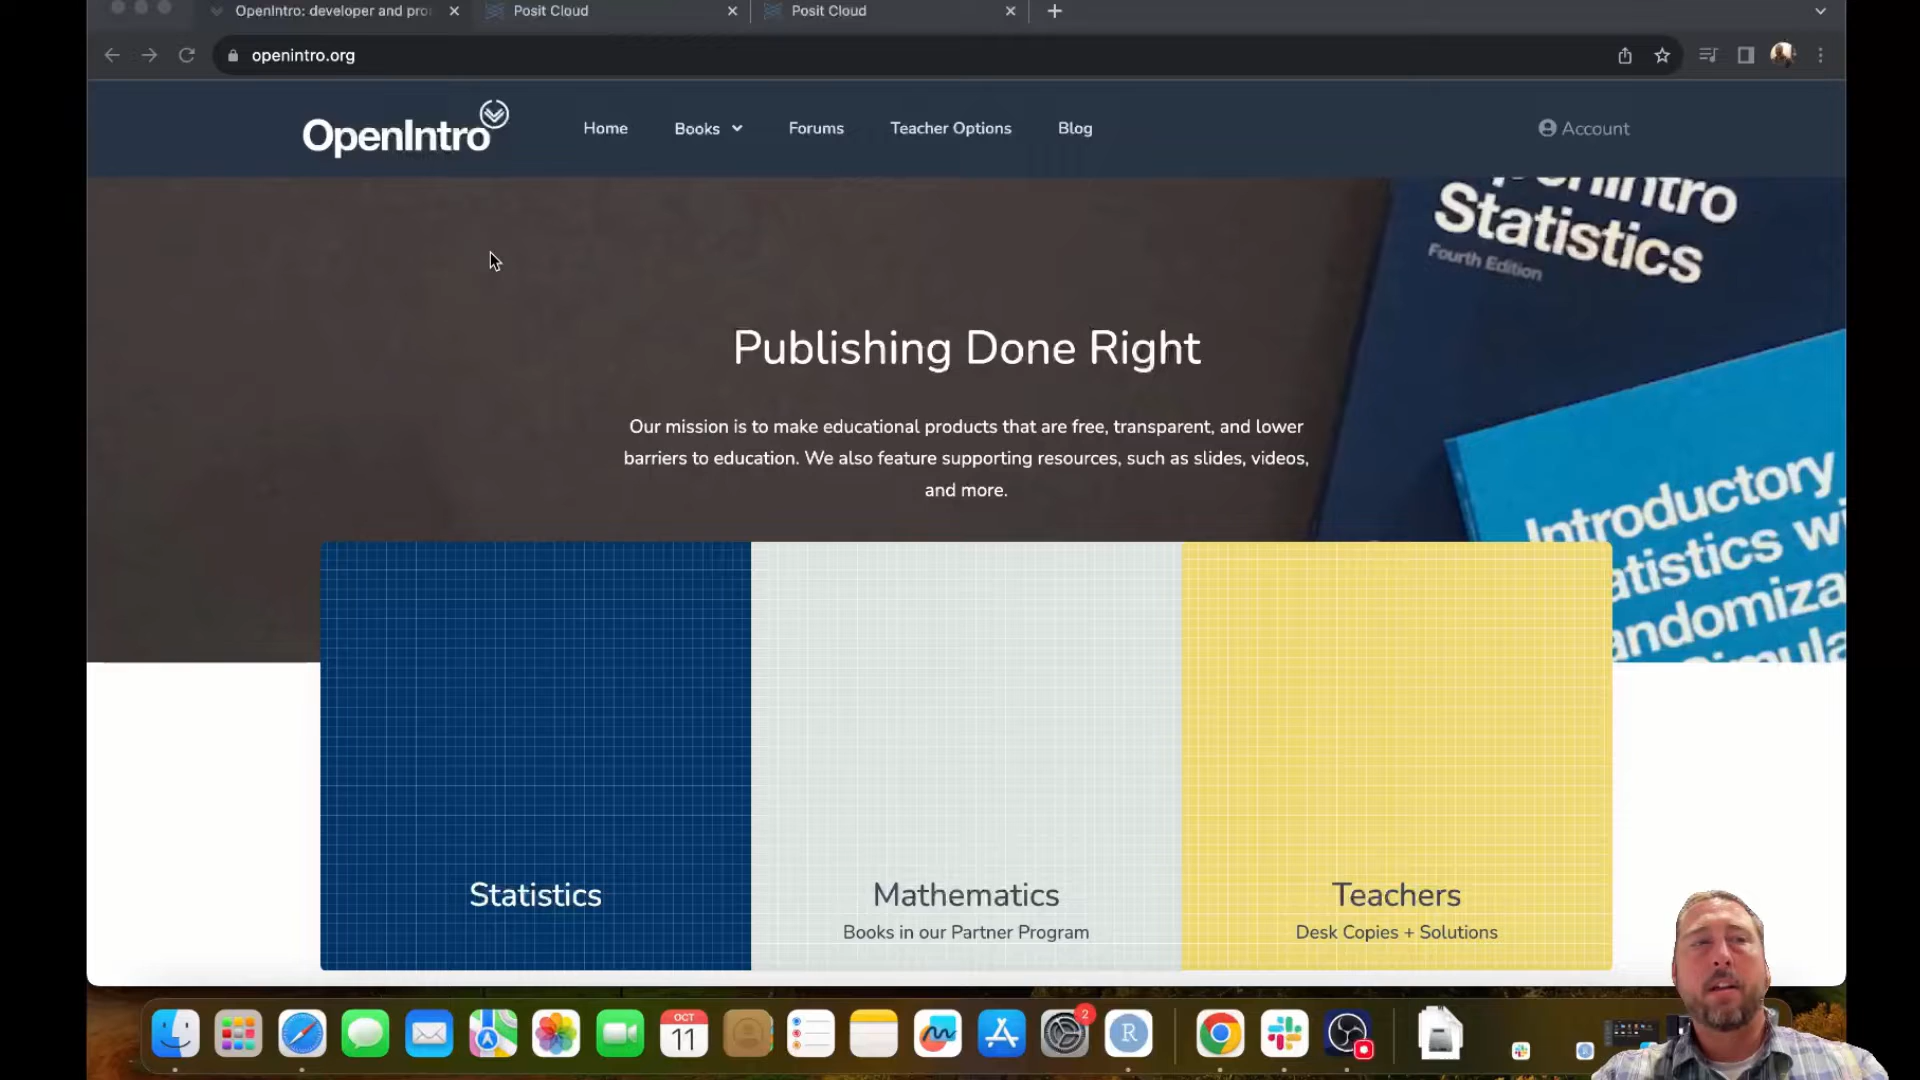 OpenIntro: developer and pro
Posit Cloud
Posit Cloud
openintro.org
OpenIntro
Home
Books
Forums
Teacher Options
Blog
Account
Statistics
Fourth Edition
Publishing Done Right
Our mission is to make educational products that are free, transparent, and lower
barriers to education. We also feature supporting resources, such as slides, videos,
and more.
Introductory
Statistics
Mathematics
Books in our Partner Program
Teachers
Desk Copies + Solutions
OCT
11
2
R